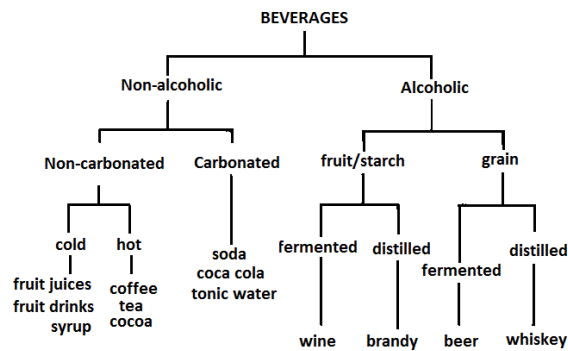 BEVERAGES
Non-alcoholic
Alcoholic
Non-carbonated
Carbonated
fruit/starch
grain
cold
hot
fermented
distilled
fermented
distilled
fruit juices
fruit drinks
syrup
coffee
tea
cocoa
soda
coca cola
tonic water
wine
brandy
beer
whiskey